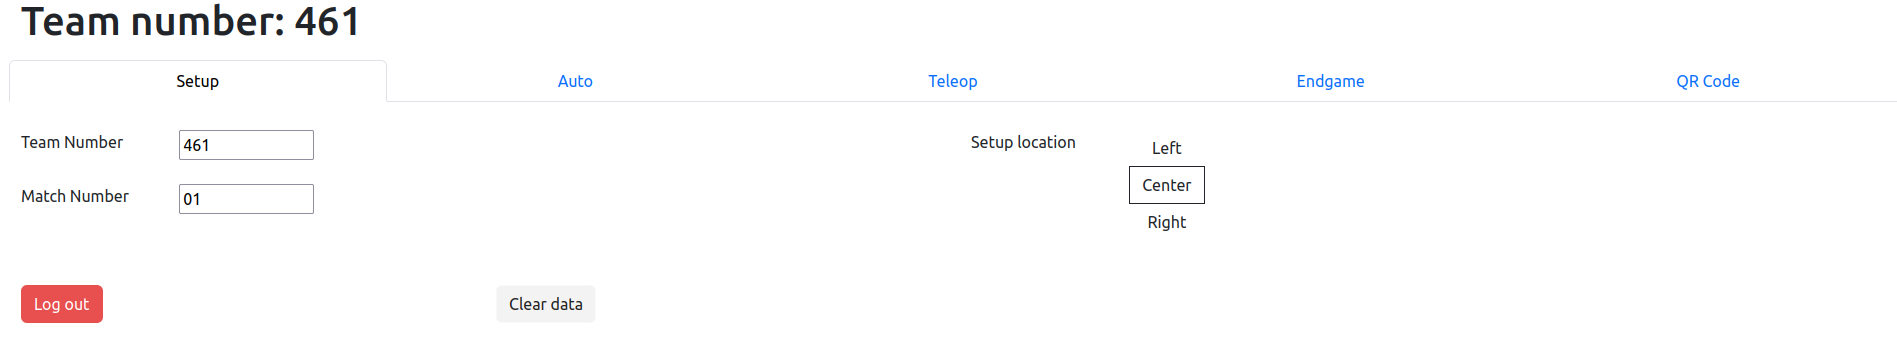 Team number: 461
Setup Auto Teleop Endgame QR Code
Team Number 461
Match Number 01
Setup location
Left
Center
Right
Log out Clear data